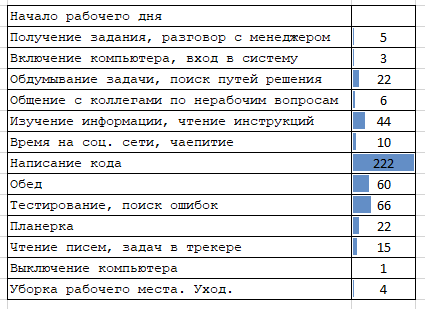 Начало рабочего дня
Получение задания, разговор с менеджером 5
Включение компьютера, вход в систему 3
Обдумывание задачи, поиск путей решения 22
Общение с коллегами по нерабочим вопросам 6
Изучение информации, чтение инструкций 44
Время на соц. сети, чаепитие 10
Написание кода 222
Обед 60
Тестирование, поиск ошибок 66
Планерка 22
Чтение писем, задач в трекере 15
Выключение компьютера 1
Уборка рабочего места. Уход. 4